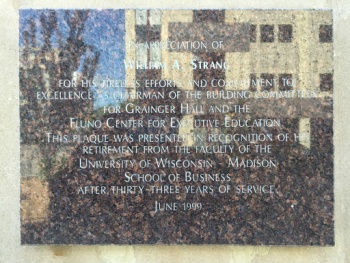 IN APPRECIATION OF
WILLIAM A. STRANG
FOR HIS TIRELESS EFFORTS AND COMMITMENT TO
EXCELLENCE AS CHAIRMAN OF THE BUILDING COMMITTEES
FOR GRAINGER HALL AND THE
FLUNO CENTER FOR EXECUTIVE EDUCATION.
THIS PLAQUE WAS PRESENTED IN RECOGNITION OF HIS
RETIREMENT FROM THE FACULTY OF THE
UNIVERSITY OF WISCONSIN - MADISON
SCHOOL OF BUSINESS
AFTER THIRTY-THREE YEARS OF SERVICE.
JUNE 1999